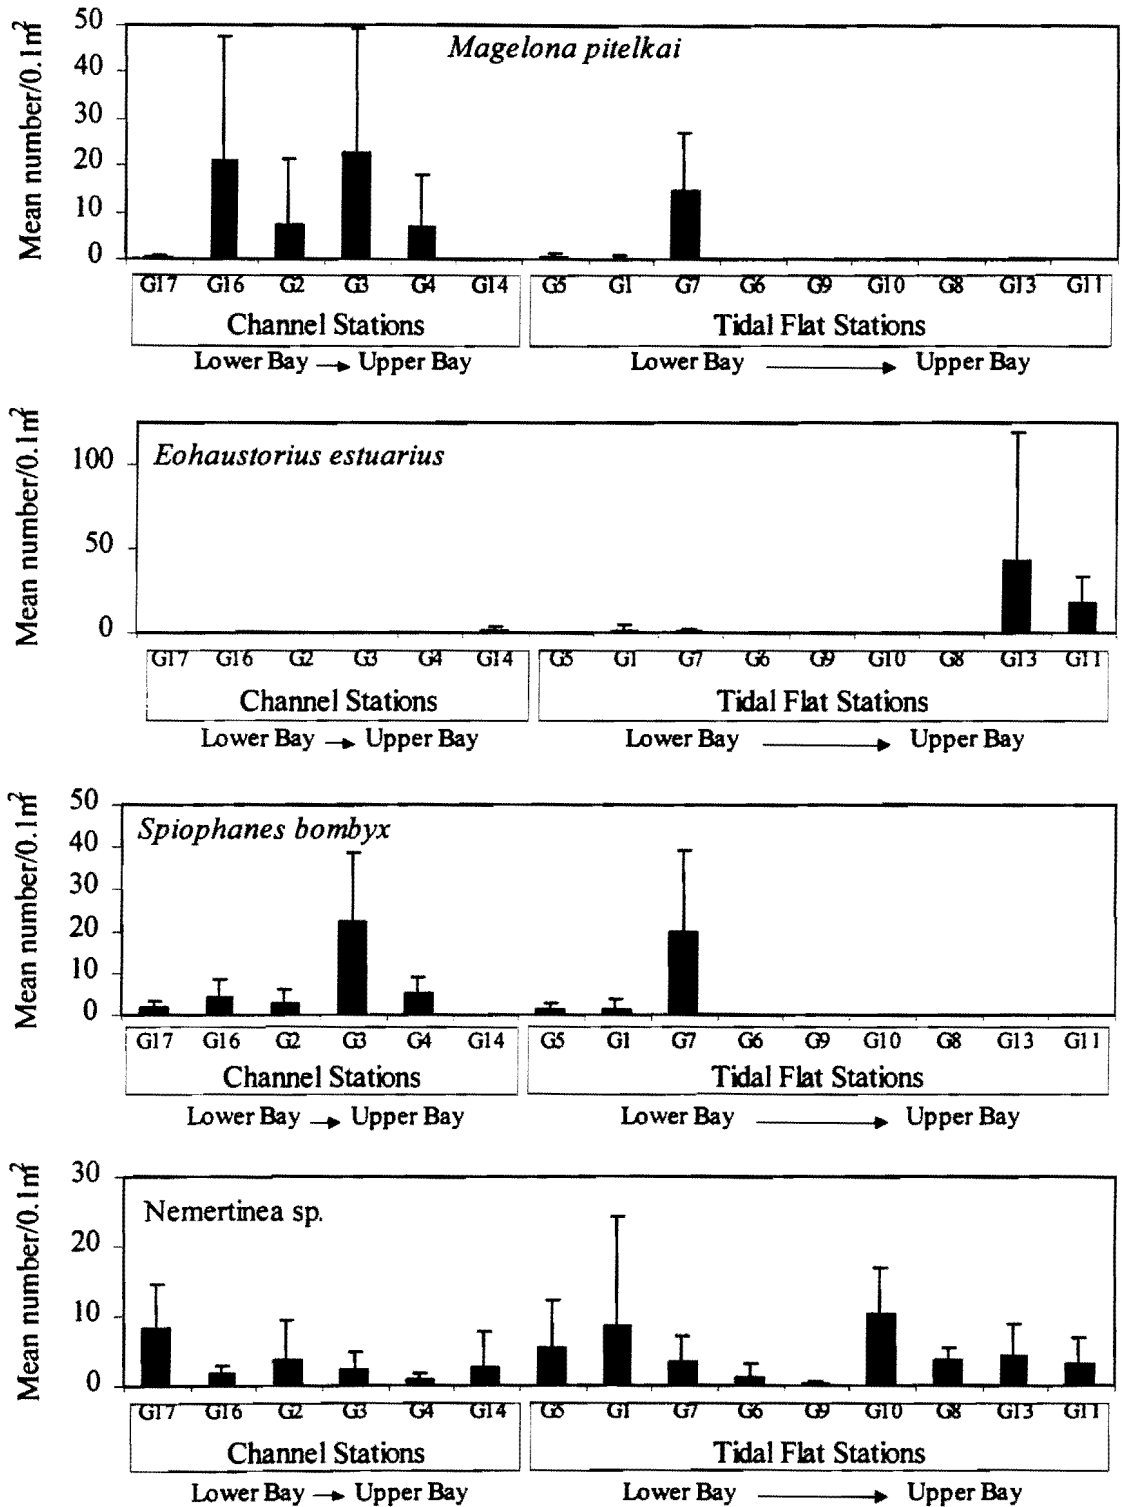 Magelona pitelkai
Mean number/0.1m²
50
40
30
20
10
0
G17 G16 G2 G3 G4 G14 G5 G1 G7 G6 G9 G10 G8 G13 G11
Channel Stations Tidal Flat Stations
Lower Bay → Upper Bay Lower Bay → Upper Bay
Eohaustorius estuarius
Mean number/0.1m²
100
50
0
G17 G16 G2 G3 G4 G14 G5 G1 G7 G6 G9 G10 G8 G13 G11
Channel Stations Tidal Flat Stations
Lower Bay → Upper Bay Lower Bay → Upper Bay
Spiophanes bombyx
Mean number/0.1m²
50
40
30
20
10
0
G17 G16 G2 G3 G4 G14 G5 G1 G7 G6 G9 G10 G8 G13 G11
Channel Stations Tidal Flat Stations
Lower Bay → Upper Bay Lower Bay → Upper Bay
Nemertinea sp.
Mean number/0.1m²
30
20
10
0
G17 G16 G2 G3 G4 G14 G5 G1 G7 G6 G9 G10 G8 G13 G11
Channel Stations Tidal Flat Stations
Lower Bay → Upper Bay Lower Bay → Upper Bay